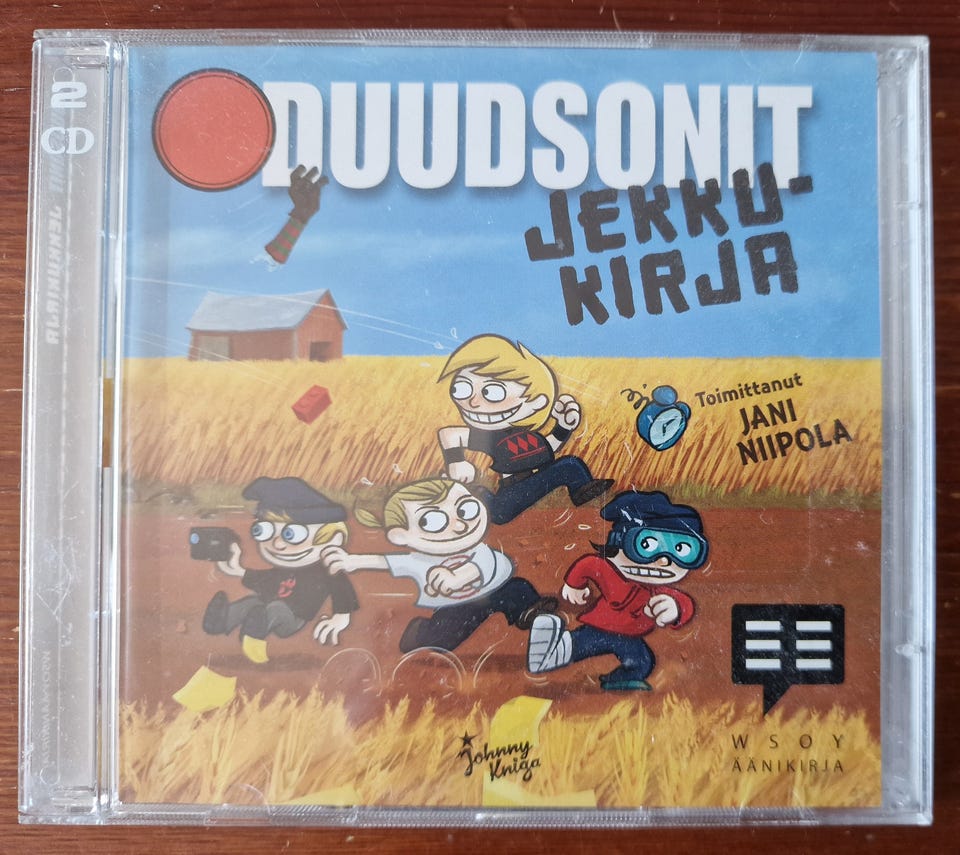 2
CD
DUUDSONIT
JEKKU-
KIRJA
Toimittanut
JANI
NIIPOLA
Johnny
Kniga
WSOY
ÄÄNIKIRJA